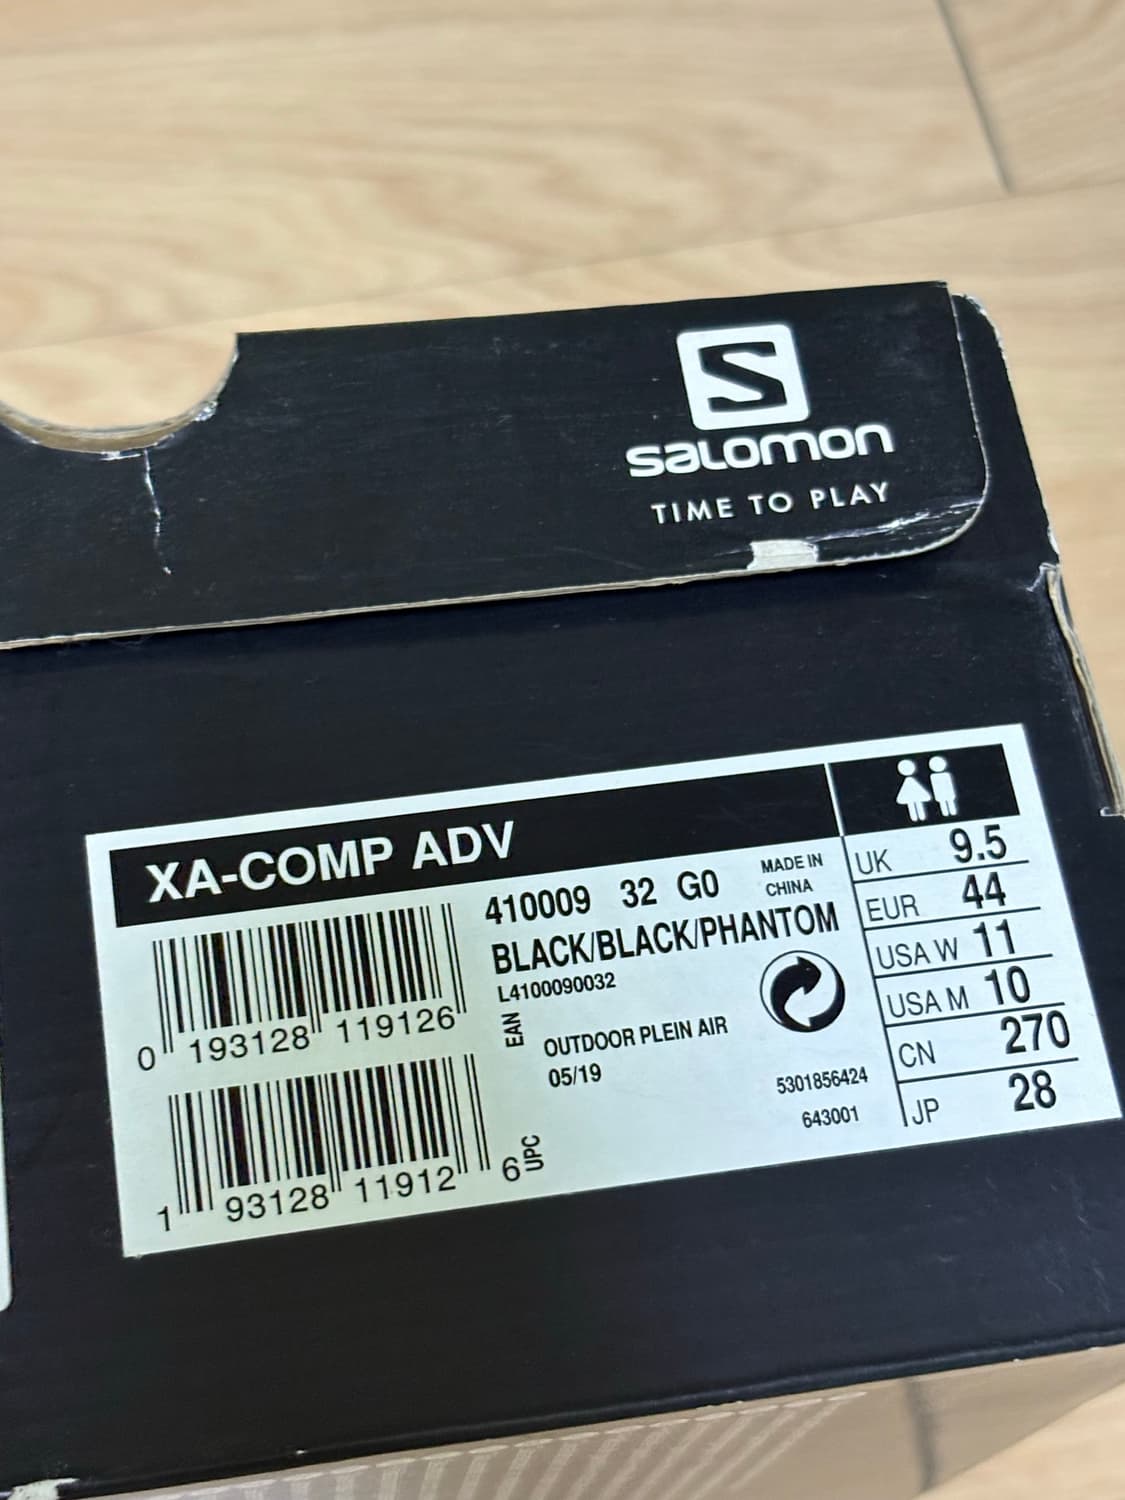 S
SALOMON
TIME TO PLAY
XA-COMP ADV
410009 32 G0
MADE IN
CHINA
BLACK/BLACK/PHANTOM
L4100090032
0 193128 119126
EAN
OUTDOOR PLEIN AIR
05/19
5301856424
643001
1 93128 11912 6
UPC
UK 9.5
EUR 44
USA W 11
USA M 10
CN 270
JP 28